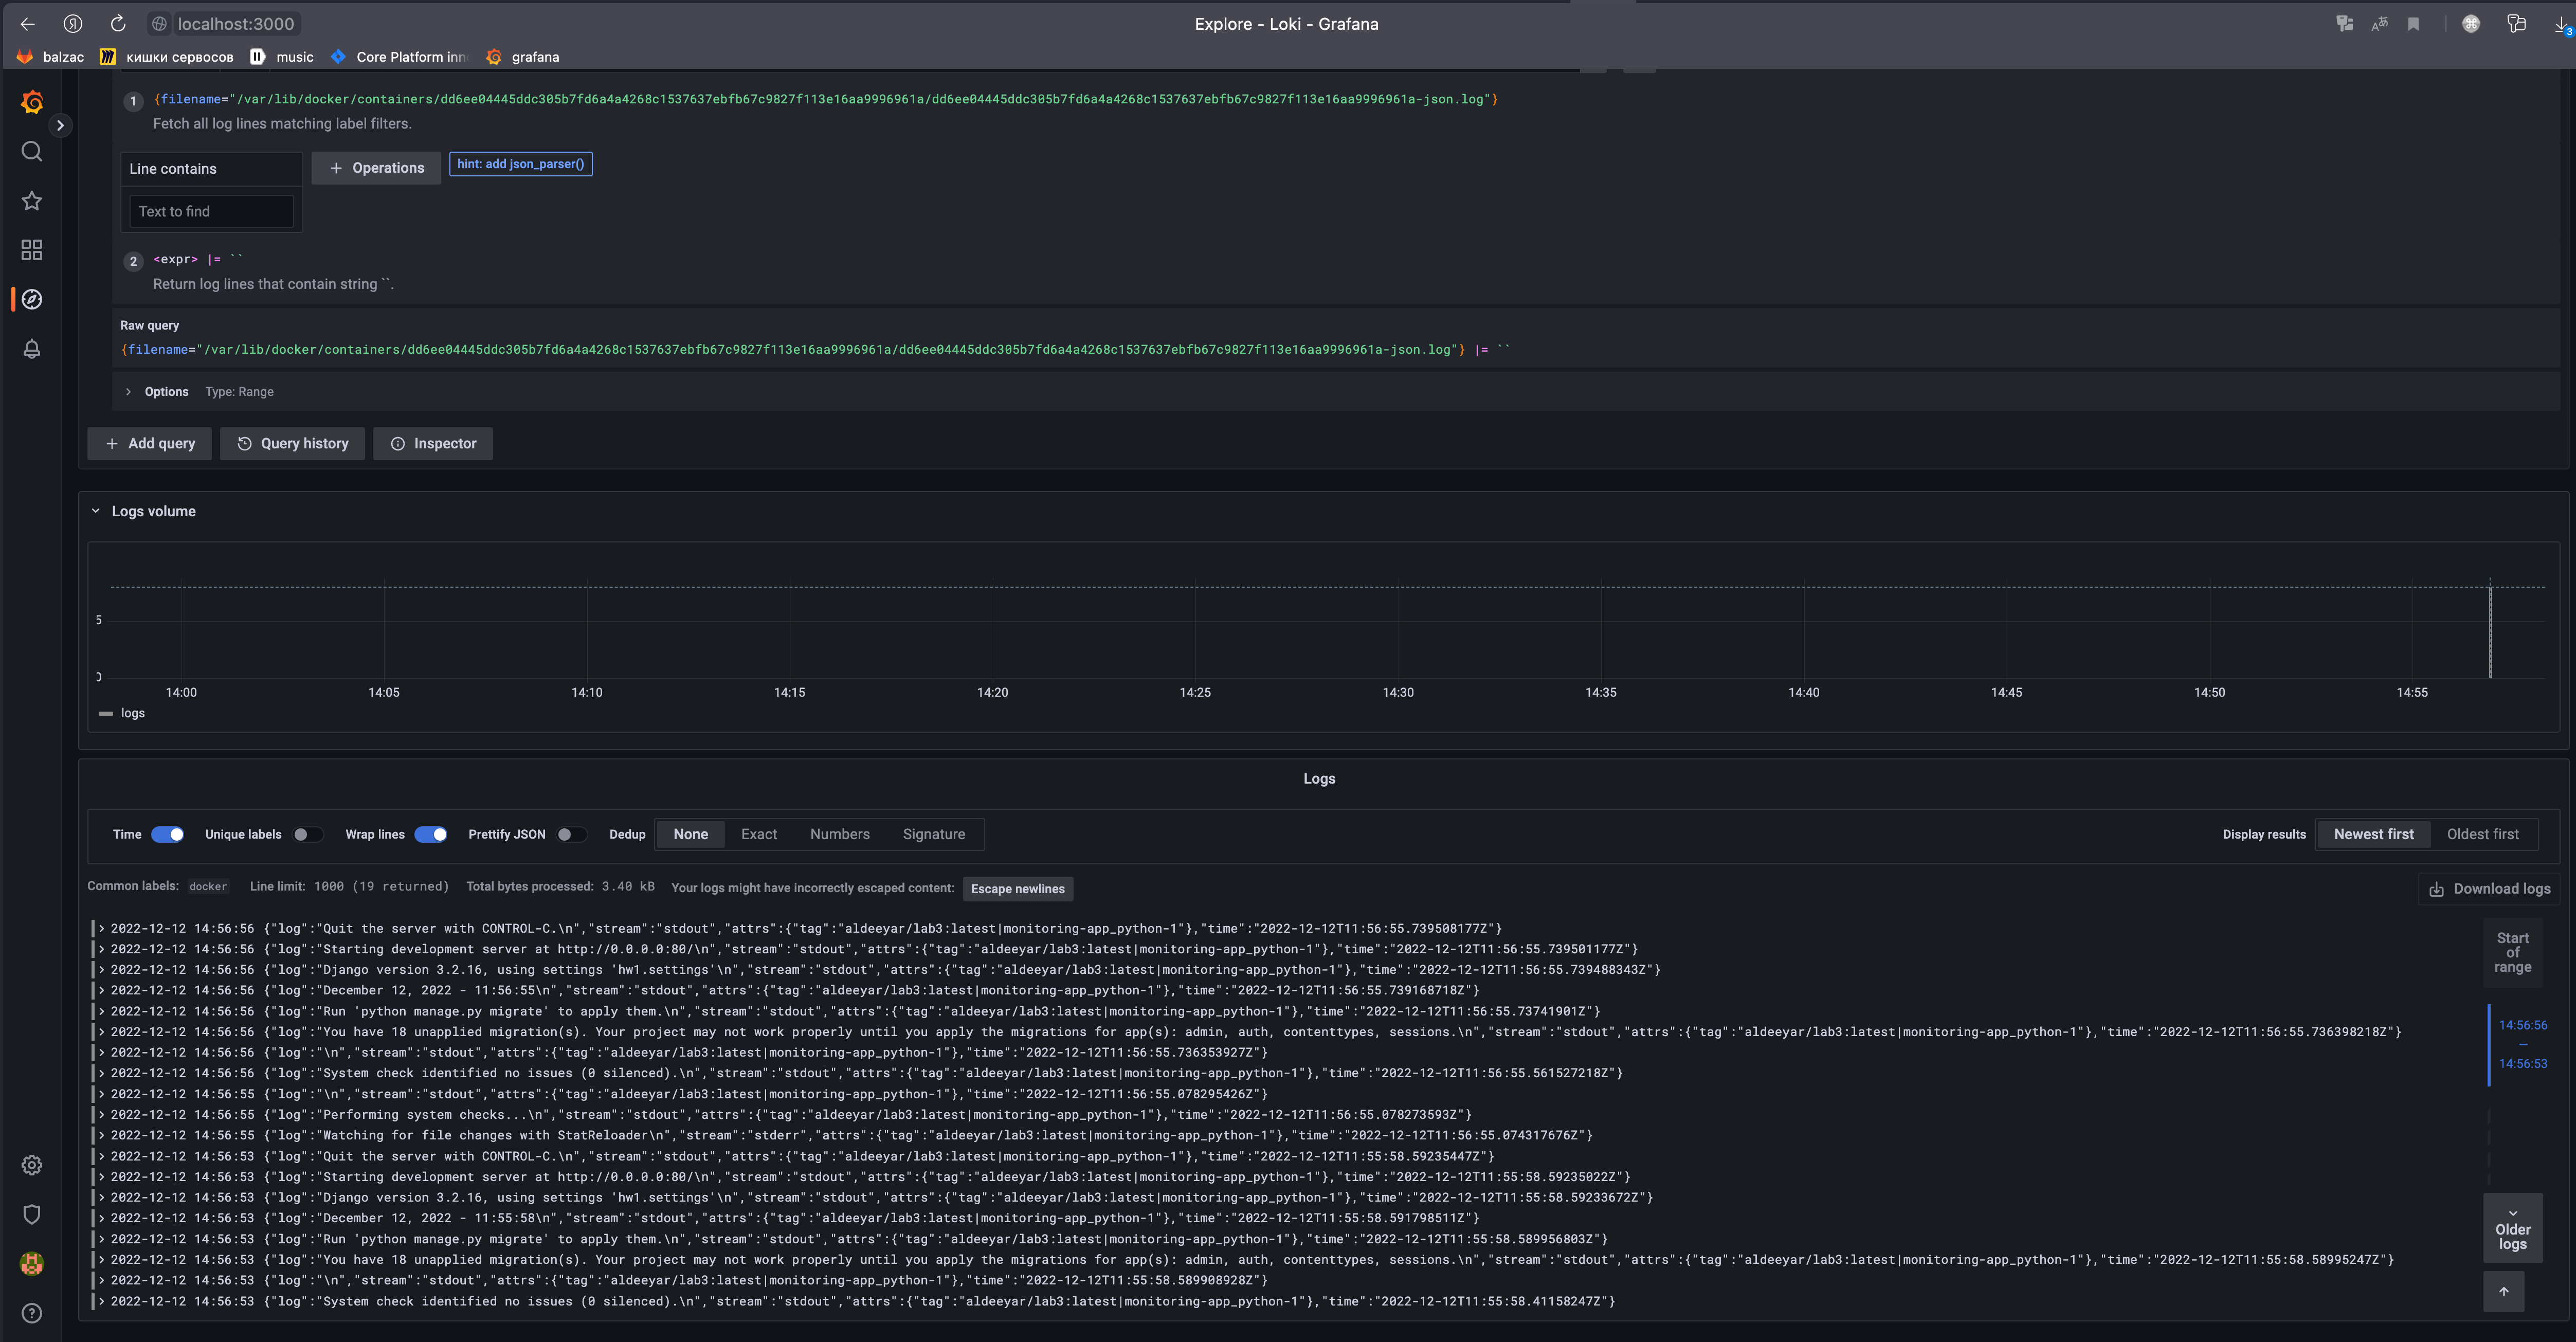 localhost:3000
Explore - Loki - Grafana
3
balzac
кишки сервосов
music
Core Platform inn
grafana
1 {filename="/var/lib/docker/containers/dd6ee04445ddc305b7fd6a4a4268c1537637ebfb67c9827f113e16aa9996961a/dd6ee04445ddc305b7fd6a4a4268c1537637ebfb67c9827f113e16aa9996961a-json.log"}
Fetch all log lines matching label filters.
Line contains
+ Operations
hint: add json_parser()
Text to find
2 <expr> |= ``
Return log lines that contain string ``.
Raw query
{filename="/var/lib/docker/containers/dd6ee04445ddc305b7fd6a4a4268c1537637ebfb67c9827f113e16aa9996961a/dd6ee04445ddc305b7fd6a4a4268c1537637ebfb67c9827f113e16aa9996961a-json.log"} |= ``
Options Type: Range
+ Add query
Query history
Inspector
Logs volume
5
0
14:00 14:05 14:10 14:15 14:20 14:25 14:30 14:35 14:40 14:45 14:50 14:55
logs
Logs
Time Unique labels Wrap lines Prettify JSON Dedup None Exact Numbers Signature Display results Newest first Oldest first
Common labels: docker Line limit: 1000 (19 returned) Total bytes processed: 3.40 kB Your logs might have incorrectly escaped content: Escape newlines Download logs
2022-12-12 14:56:56 {"log":"Quit the server with CONTROL-C.\n","stream":"stdout","attrs":{"tag":"aldeeyar/lab3:latest|monitoring-app_python-1"},"time":"2022-12-12T11:56:55.739508177Z"}
2022-12-12 14:56:56 {"log":"Starting development server at http://0.0.0.0:80/\n","stream":"stdout","attrs":{"tag":"aldeeyar/lab3:latest|monitoring-app_python-1"},"time":"2022-12-12T11:56:55.739501177Z"}
2022-12-12 14:56:56 {"log":"Django version 3.2.16, using settings 'hw1.settings'\n","stream":"stdout","attrs":{"tag":"aldeeyar/lab3:latest|monitoring-app_python-1"},"time":"2022-12-12T11:56:55.739488343Z"}
2022-12-12 14:56:56 {"log":"December 12, 2022 - 11:56:55\n","stream":"stdout","attrs":{"tag":"aldeeyar/lab3:latest|monitoring-app_python-1"},"time":"2022-12-12T11:56:55.739168718Z"}
2022-12-12 14:56:56 {"log":"Run 'python manage.py migrate' to apply them.\n","stream":"stdout","attrs":{"tag":"aldeeyar/lab3:latest|monitoring-app_python-1"},"time":"2022-12-12T11:56:55.73741901Z"}
2022-12-12 14:56:56 {"log":"You have 18 unapplied migration(s). Your project may not work properly until you apply the migrations for app(s): admin, auth, contenttypes, sessions.\n","stream":"stdout","attrs":{"tag":"aldeeyar/lab3:latest|monitoring-app_python-1"},"time":"2022-12-12T11:56:55.736398218Z"}
2022-12-12 14:56:56 {"log":"\n","stream":"stdout","attrs":{"tag":"aldeeyar/lab3:latest|monitoring-app_python-1"},"time":"2022-12-12T11:56:55.736353927Z"}
2022-12-12 14:56:56 {"log":"System check identified no issues (0 silenced).\n","stream":"stdout","attrs":{"tag":"aldeeyar/lab3:latest|monitoring-app_python-1"},"time":"2022-12-12T11:56:55.561527218Z"}
2022-12-12 14:56:55 {"log":"\n","stream":"stdout","attrs":{"tag":"aldeeyar/lab3:latest|monitoring-app_python-1"},"time":"2022-12-12T11:56:55.078295426Z"}
2022-12-12 14:56:55 {"log":"Performing system checks...\n","stream":"stdout","attrs":{"tag":"aldeeyar/lab3:latest|monitoring-app_python-1"},"time":"2022-12-12T11:56:55.078273593Z"}
2022-12-12 14:56:55 {"log":"Watching for file changes with StatReloader\n","stream":"stderr","attrs":{"tag":"aldeeyar/lab3:latest|monitoring-app_python-1"},"time":"2022-12-12T11:56:55.074317676Z"}
2022-12-12 14:56:53 {"log":"Quit the server with CONTROL-C.\n","stream":"stdout","attrs":{"tag":"aldeeyar/lab3:latest|monitoring-app_python-1"},"time":"2022-12-12T11:55:58.59235447Z"}
2022-12-12 14:56:53 {"log":"Starting development server at http://0.0.0.0:80/\n","stream":"stdout","attrs":{"tag":"aldeeyar/lab3:latest|monitoring-app_python-1"},"time":"2022-12-12T11:55:58.59235022Z"}
2022-12-12 14:56:53 {"log":"Django version 3.2.16, using settings 'hw1.settings'\n","stream":"stdout","attrs":{"tag":"aldeeyar/lab3:latest|monitoring-app_python-1"},"time":"2022-12-12T11:55:58.59233672Z"}
2022-12-12 14:56:53 {"log":"December 12, 2022 - 11:55:58\n","stream":"stdout","attrs":{"tag":"aldeeyar/lab3:latest|monitoring-app_python-1"},"time":"2022-12-12T11:55:58.591798511Z"}
2022-12-12 14:56:53 {"log":"Run 'python manage.py migrate' to apply them.\n","stream":"stdout","attrs":{"tag":"aldeeyar/lab3:latest|monitoring-app_python-1"},"time":"2022-12-12T11:55:58.589956803Z"}
2022-12-12 14:56:53 {"log":"You have 18 unapplied migration(s). Your project may not work properly until you apply the migrations for app(s): admin, auth, contenttypes, sessions.\n","stream":"stdout","attrs":{"tag":"aldeeyar/lab3:latest|monitoring-app_python-1"},"time":"2022-12-12T11:55:58.58995247Z"}
2022-12-12 14:56:53 {"log":"\n","stream":"stdout","attrs":{"tag":"aldeeyar/lab3:latest|monitoring-app_python-1"},"time":"2022-12-12T11:55:58.589908928Z"}
2022-12-12 14:56:53 {"log":"System check identified no issues (0 silenced).\n","stream":"stdout","attrs":{"tag":"aldeeyar/lab3:latest|monitoring-app_python-1"},"time":"2022-12-12T11:55:58.41158247Z"}
Start
of
range
14:56:56
—
14:56:53
Older
logs